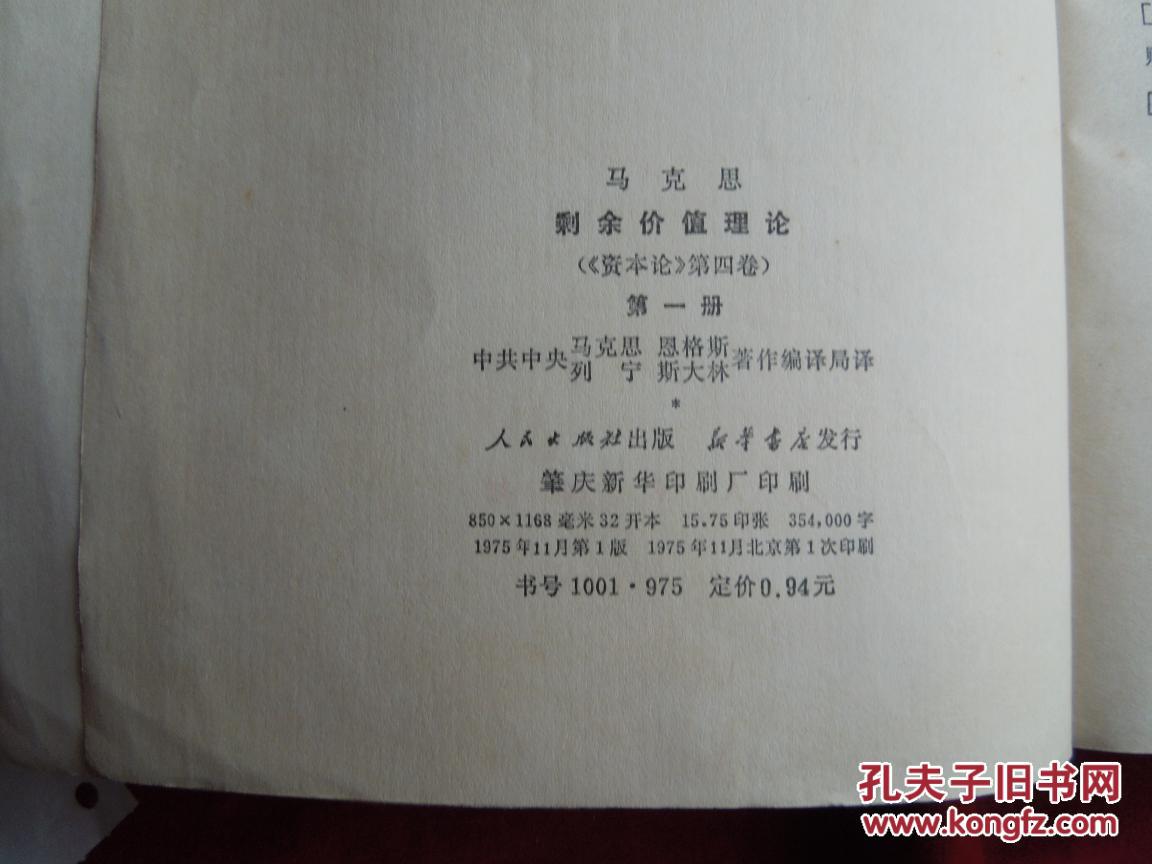 马克思
剩余价值理论
(《资本论》第四卷)
第一册
中共中央马克思 恩格斯 列宁 斯大林著作编译局译
*
人民出版社出版 新华书店发行
肇庆新华印刷厂印刷
850×1168毫米32开本 15.75印张 354,000字
1975年11月第1版 1975年11月北京第1次印刷
书号1001·975 定价0.94元
孔夫子旧书网
www.kongfz.com